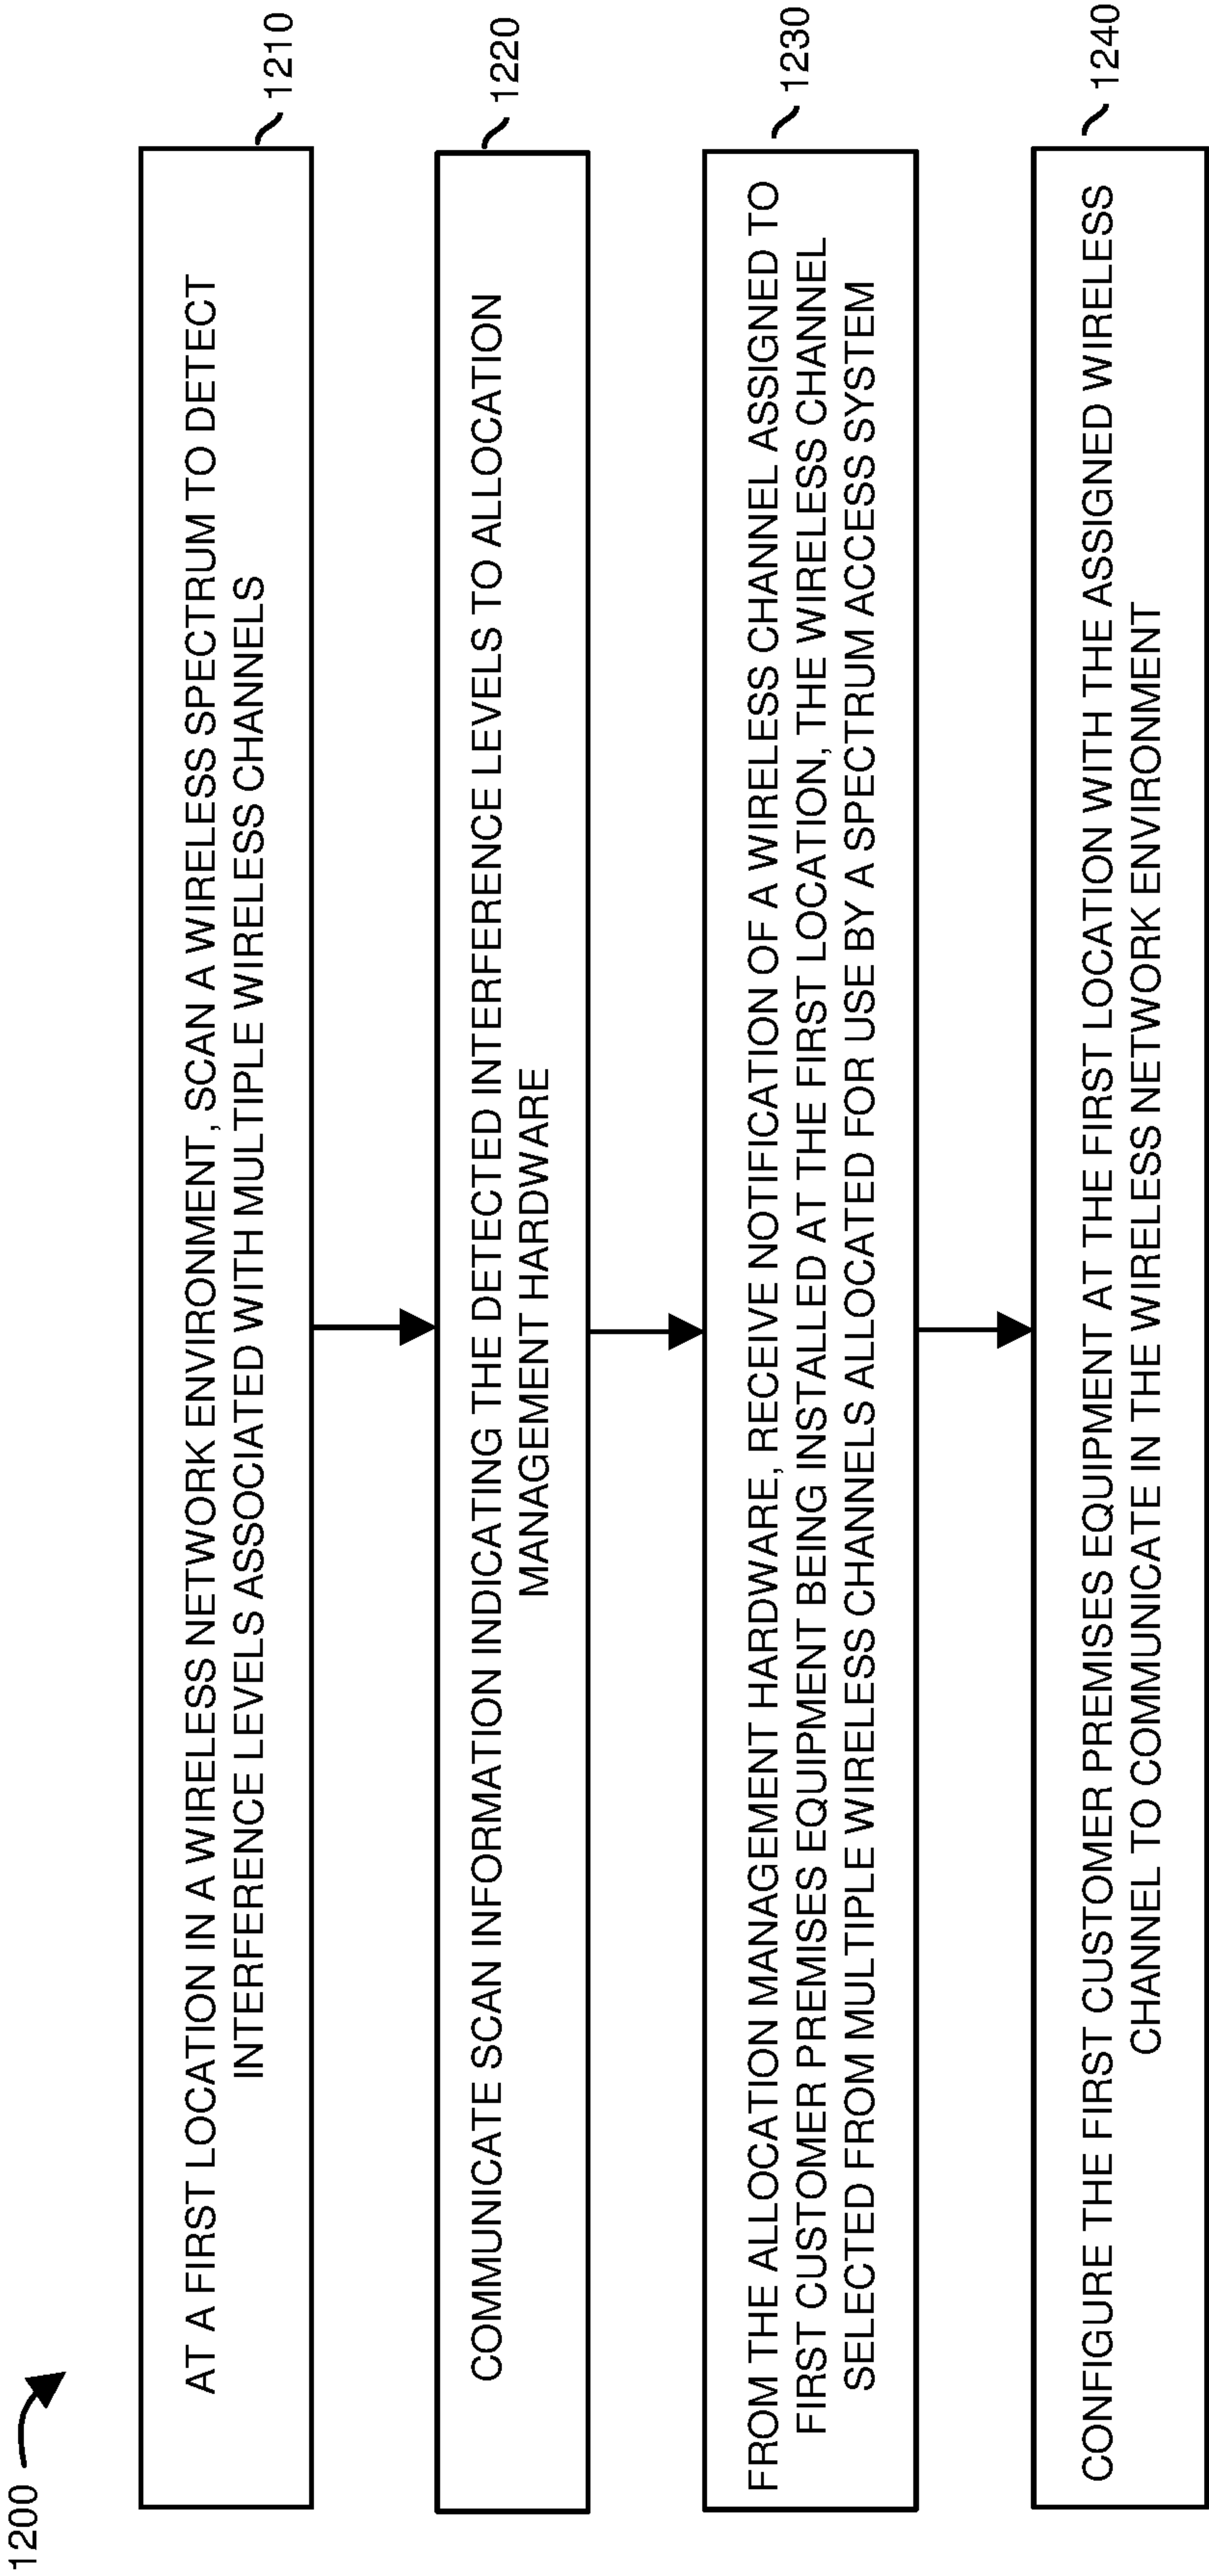 1200
AT A FIRST LOCATION IN A WIRELESS NETWORK ENVIRONMENT, SCAN A WIRELESS SPECTRUM TO DETECT
INTERFERENCE LEVELS ASSOCIATED WITH MULTIPLE WIRELESS CHANNELS
1210
COMMUNICATE SCAN INFORMATION INDICATING THE DETECTED INTERFERENCE LEVELS TO ALLOCATION
MANAGEMENT HARDWARE
1220
FROM THE ALLOCATION MANAGEMENT HARDWARE, RECEIVE NOTIFICATION OF A WIRELESS CHANNEL ASSIGNED TO
FIRST CUSTOMER PREMISES EQUIPMENT BEING INSTALLED AT THE FIRST LOCATION, THE WIRELESS CHANNEL
SELECTED FROM MULTIPLE WIRELESS CHANNELS ALLOCATED FOR USE BY A SPECTRUM ACCESS SYSTEM
1230
CONFIGURE THE FIRST CUSTOMER PREMISES EQUIPMENT AT THE FIRST LOCATION WITH THE ASSIGNED WIRELESS
CHANNEL TO COMMUNICATE IN THE WIRELESS NETWORK ENVIRONMENT
1240